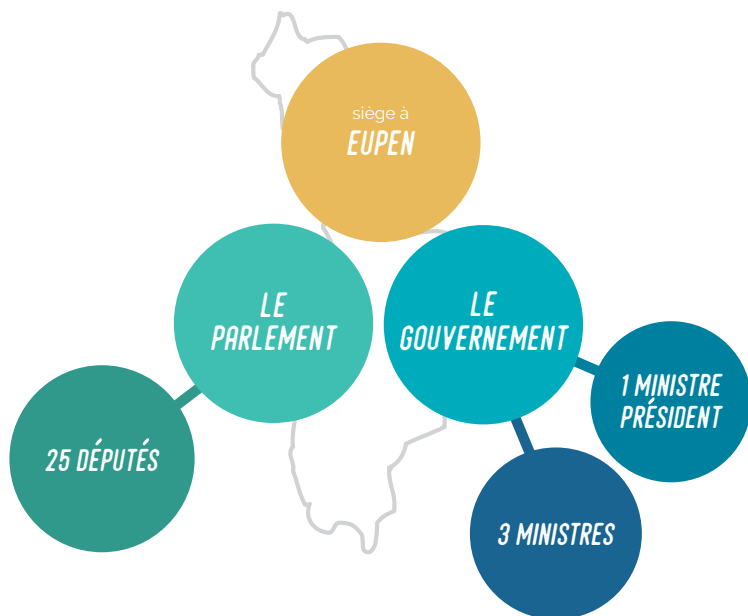 siège à
EUPEN
LE
PARLEMENT
LE
GOUVERNEMENT
1 MINISTRE
PRÉSIDENT
25 DÉPUTÉS
3 MINISTRES